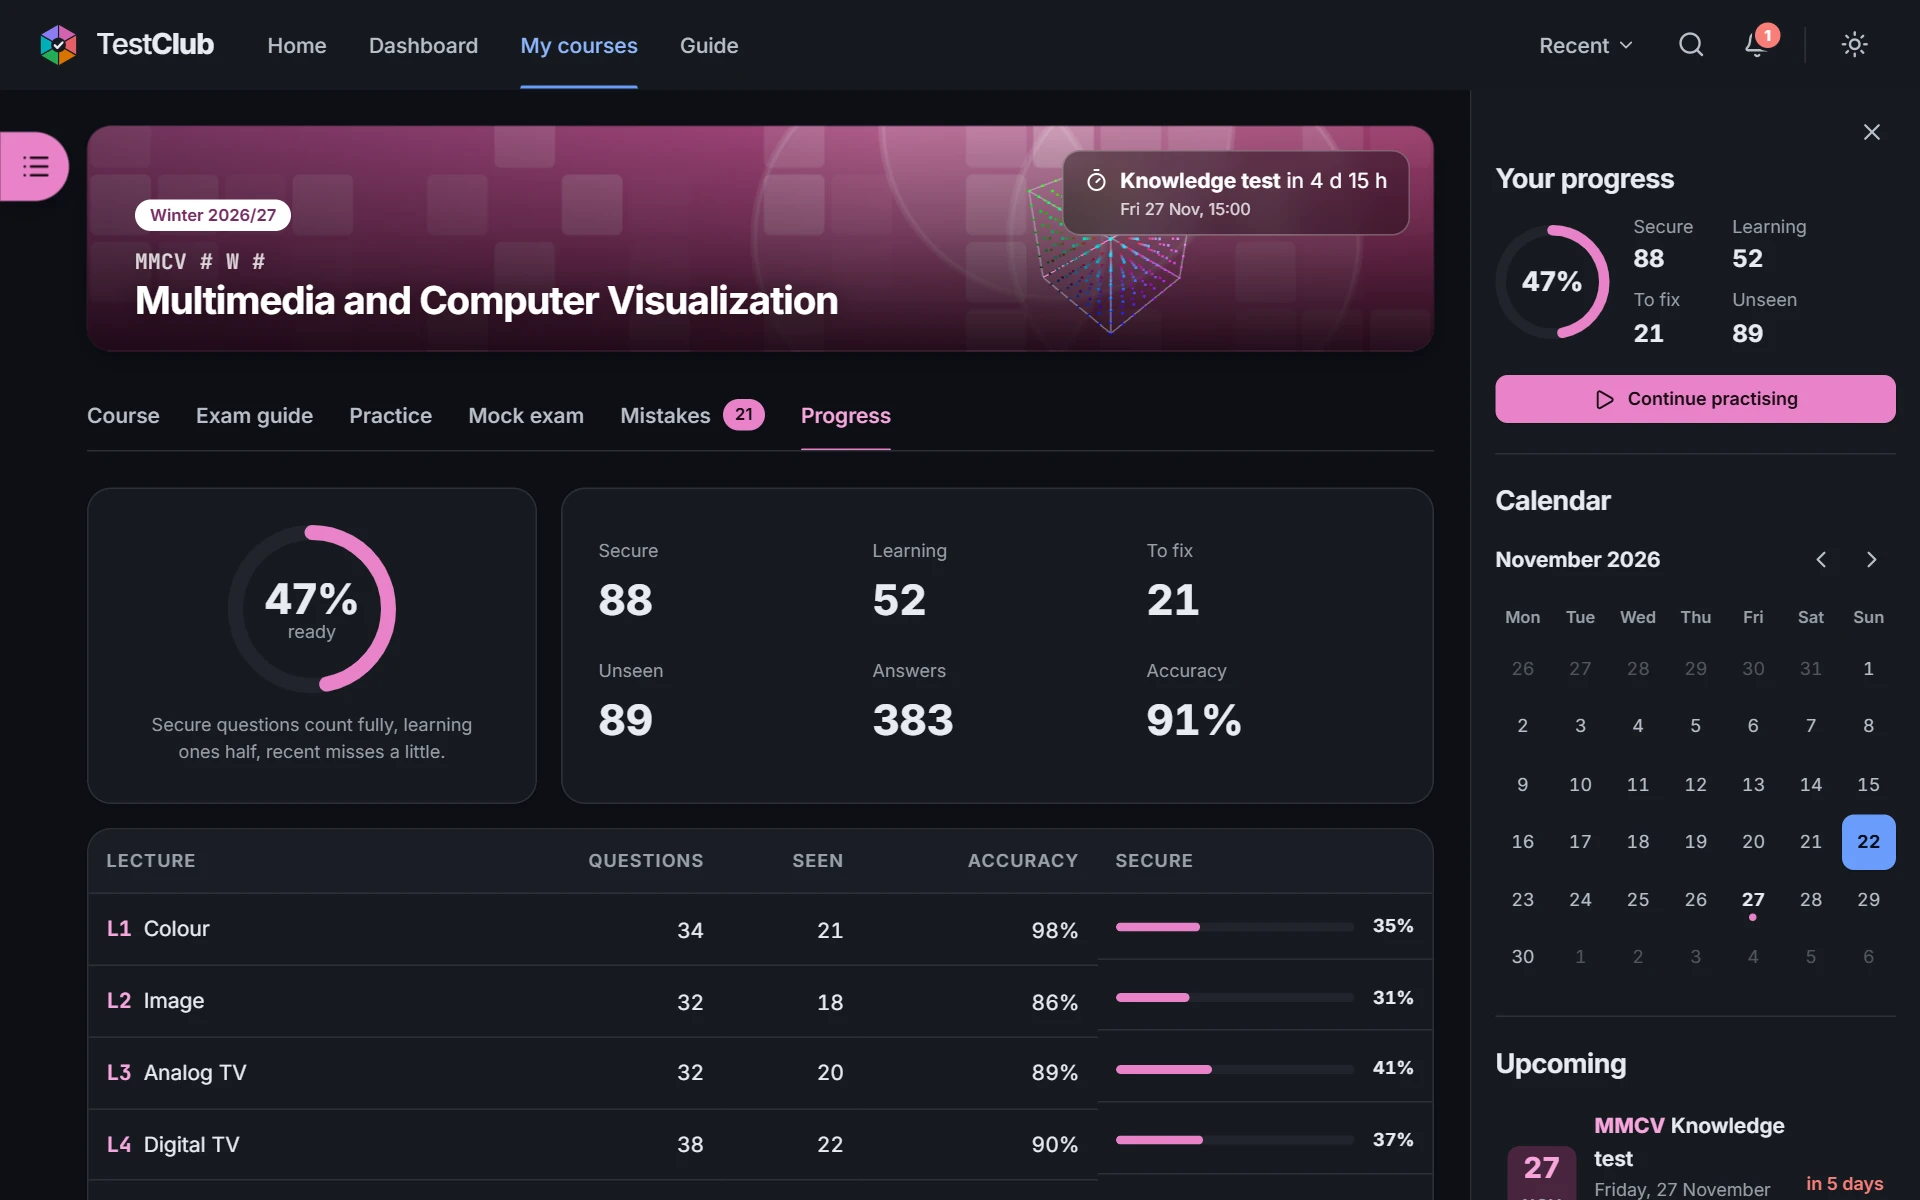 TestClub
Home
Dashboard
My courses
Guide
Recent
1
Winter 2026/27
MMCV # W #
Multimedia and Computer Visualization
Knowledge test in 4 d 15 h
Fri 27 Nov, 15:00
Course
Exam guide
Practice
Mock exam
Mistakes 21
Progress
47%
ready
Secure questions count fully, learning
ones half, recent misses a little.
Secure
88
Learning
52
To fix
21
Unseen
89
Answers
383
Accuracy
91%
LECTURE QUESTIONS SEEN ACCURACY SECURE
L1 Colour 34 21 98% 35%
L2 Image 32 18 86% 31%
L3 Analog TV 32 20 89% 41%
L4 Digital TV 38 22 90% 37%
Your progress
47%
Secure
88
Learning
52
To fix
21
Unseen
89
Continue practising
Calendar
November 2026
Mon Tue Wed Thu Fri Sat Sun
26 27 28 29 30 31 1
2 3 4 5 6 7 8
9 10 11 12 13 14 15
16 17 18 19 20 21 22
23 24 25 26 27 28 29
30 1 2 3 4 5 6
Upcoming
27
MMCV Knowledge
test
Friday, 27 November
in 5 days